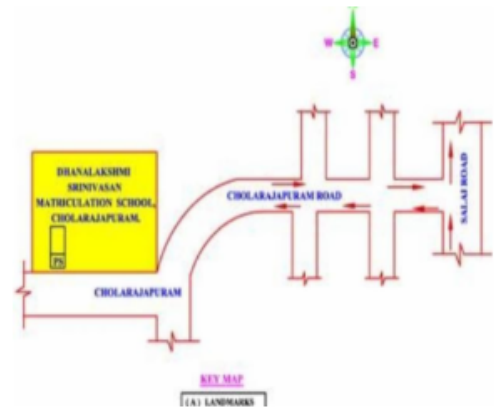 W E
S
DHANALAKSHMI
SRINIVASAN
MATRICULATION SCHOOL,
CHOLARAJAPURAM.
PS
CHOLARAJAPURAM ROAD
SALAI ROAD
CHOLARAJAPURAM
KEY MAP
(A) LANDMARKS